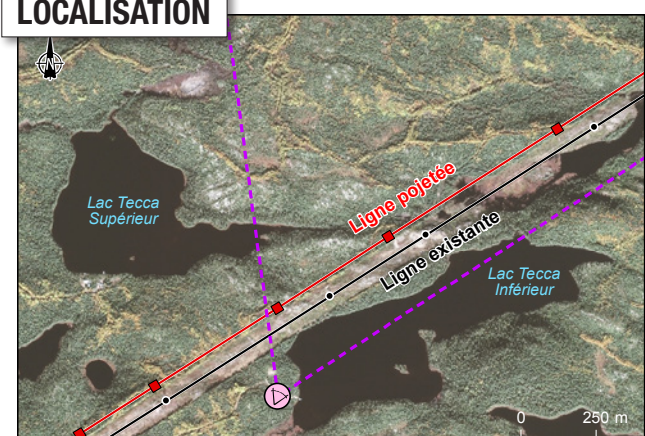 LOCALISATION
Lac Tecca
Supérieur
Ligne pojetée
Ligne existante
Lac Tecca
Inférieur
0 250 m